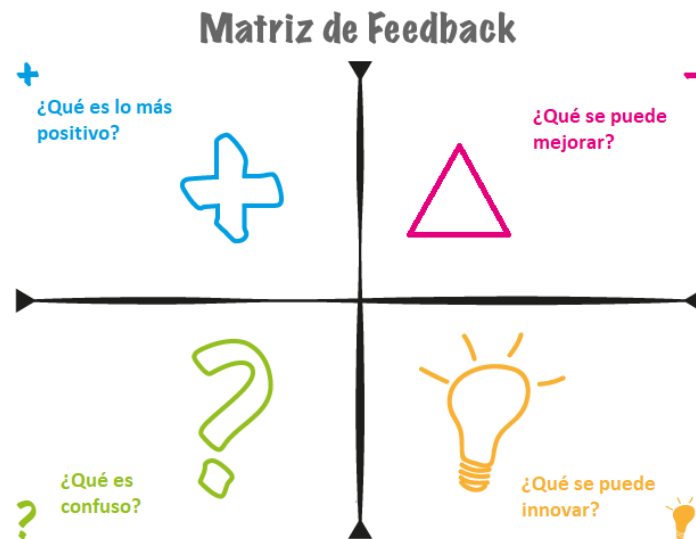 Matriz de Feedback
¿Qué es lo más
positivo?
¿Qué se puede
mejorar?
¿Qué es
confuso?
¿Qué se puede
innovar?